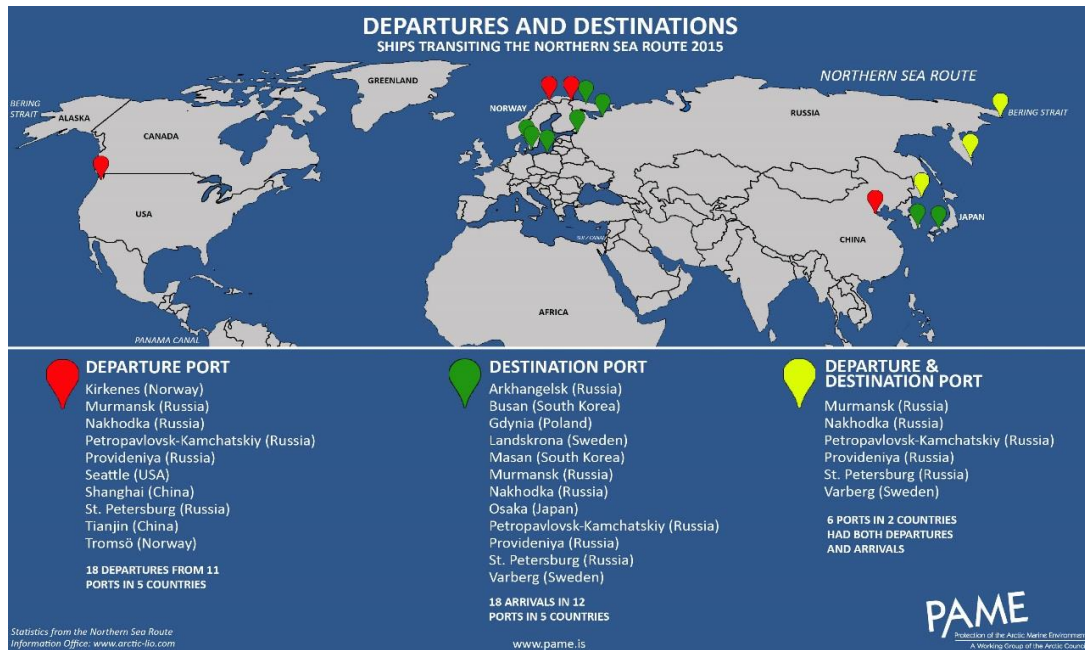 DEPARTURES AND DESTINATIONS
SHIPS TRANSITING THE NORTHERN SEA ROUTE 2015
NORTHERN SEA ROUTE
GREENLAND
BERING
STRAIT
ALASKA
CANADA
NORWAY
RUSSIA
BERING STRAIT
USA
CHINA
JAPAN
AFRICA
PANAMA CANAL
DEPARTURE PORT
Kirkenes (Norway)
Murmansk (Russia)
Nakhodka (Russia)
Petropavlovsk-Kamchatskiy (Russia)
Provideniya (Russia)
Seattle (USA)
Shanghai (China)
St. Petersburg (Russia)
Tianjin (China)
Tromsö (Norway)
18 DEPARTURES FROM 11
PORTS IN 5 COUNTRIES
DESTINATION PORT
Arkhangelsk (Russia)
Busan (South Korea)
Gdynia (Poland)
Landskrona (Sweden)
Masan (South Korea)
Murmansk (Russia)
Nakhodka (Russia)
Osaka (Japan)
Petropavlovsk-Kamchatskiy (Russia)
Provideniya (Russia)
St. Petersburg (Russia)
Varberg (Sweden)
18 ARRIVALS IN 12
PORTS IN 5 COUNTRIES
DEPARTURE &
DESTINATION PORT
Murmansk (Russia)
Nakhodka (Russia)
Petropavlovsk-Kamchatskiy (Russia)
Provideniya (Russia)
St. Petersburg (Russia)
Varberg (Sweden)
6 PORTS IN 2 COUNTRIES
HAD BOTH DEPARTURES
AND ARRIVALS
Statistics from the Northern Sea Route
Information Office: www.arctic-lio.com
www.pame.is
PAME
Protection of the Arctic Marine Environment
A Working Group of the Arctic Council